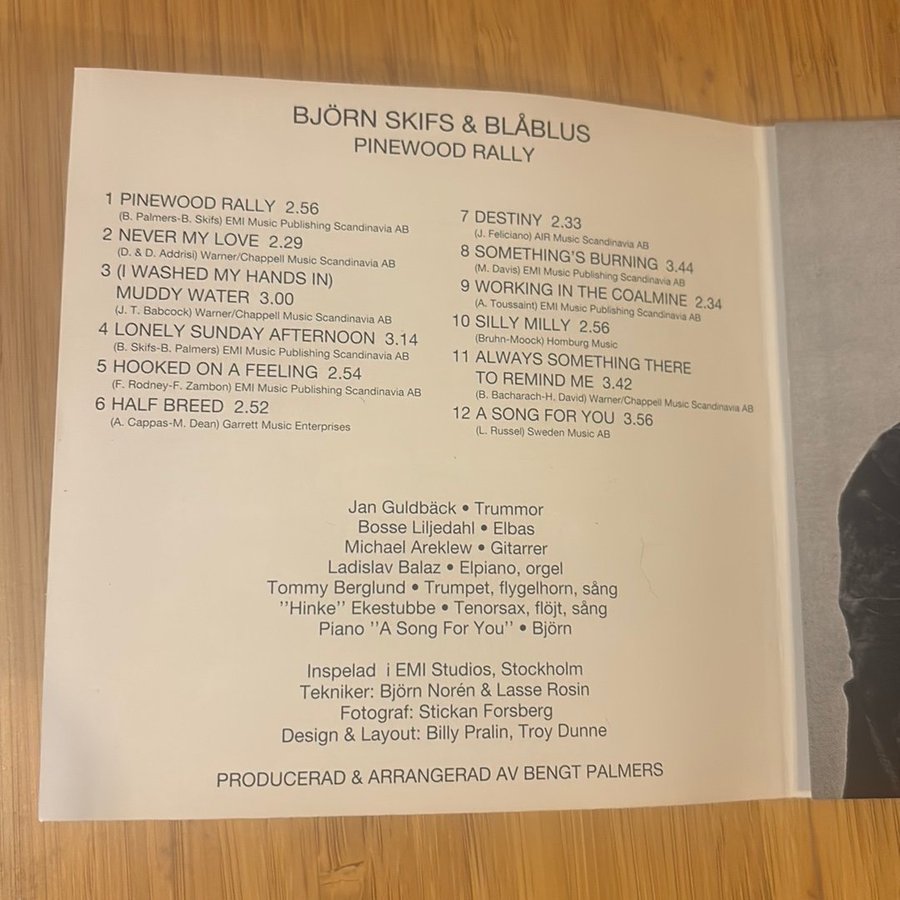 BJÖRN SKIFS & BLÅBLUS
PINEWOOD RALLY
1 PINEWOOD RALLY 2.56
(B. Palmers-B. Skifs) EMI Music Publishing Scandinavia AB
2 NEVER MY LOVE 2.29
(D. & D. Addrisi) Warner/Chappell Music Scandinavia AB
3 (I WASHED MY HANDS IN)
MUDDY WATER 3.00
(J. T. Babcock) Warner/Chappell Music Scandinavia AB
4 LONELY SUNDAY AFTERNOON 3.14
(B. Skifs-B. Palmers) EMI Music Publishing Scandinavia AB
5 HOOKED ON A FEELING 2.54
(F. Rodney-F. Zambon) EMI Music Publishing Scandinavia AB
6 HALF BREED 2.52
(A. Cappas-M. Dean) Garrett Music Enterprises
7 DESTINY 2.33
(J. Feliciano) AIR Music Scandinavia AB
8 SOMETHING'S BURNING 3.44
(M. Davis) EMI Music Publishing Scandinavia AB
9 WORKING IN THE COALMINE 2.34
(A. Toussaint) EMI Music Publishing Scandinavia AB
10 SILLY MILLY 2.56
(Bruhn-Moock) Homburg Music
11 ALWAYS SOMETHING THERE
TO REMIND ME 3.42
(B. Bacharach-H. David) Warner/Chappell Music Scandinavia AB
12 A SONG FOR YOU 3.56
(L. Russel) Sweden Music AB
Jan Guldbäck • Trummor
Bosse Liljedahl • Elbas
Michael Areklew • Gitarrer
Ladislav Balaz • Elpiano, orgel
Tommy Berglund • Trumpet, flygelhorn, sång
''Hinke'' Ekestubbe • Tenorsax, flöjt, sång
Piano ''A Song For You'' • Björn
Inspelad i EMI Studios, Stockholm
Tekniker: Björn Norén & Lasse Rosin
Fotograf: Stickan Forsberg
Design & Layout: Billy Pralin, Troy Dunne
PRODUCERAD & ARRANGERAD AV BENGT PALMERS